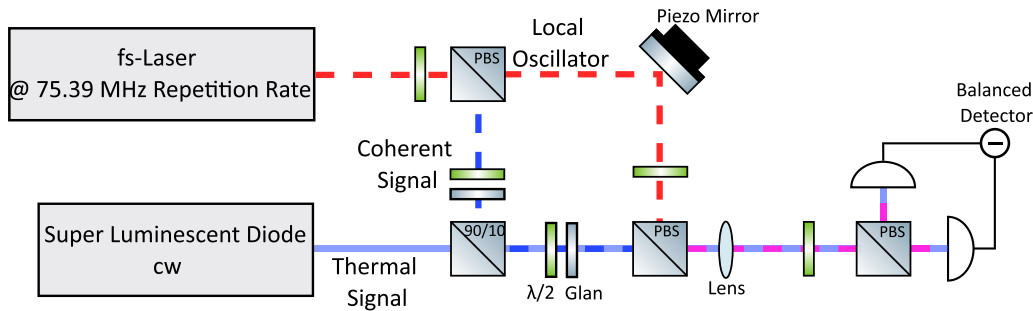 fs-Laser
@ 75.39 MHz Repetition Rate
PBS
Local
Oscillator
Piezo Mirror
Balanced
Detector
Coherent
Signal
Super Luminescent Diode
cw
Thermal
Signal
90/10
λ/2
Glan
PBS
Lens
PBS